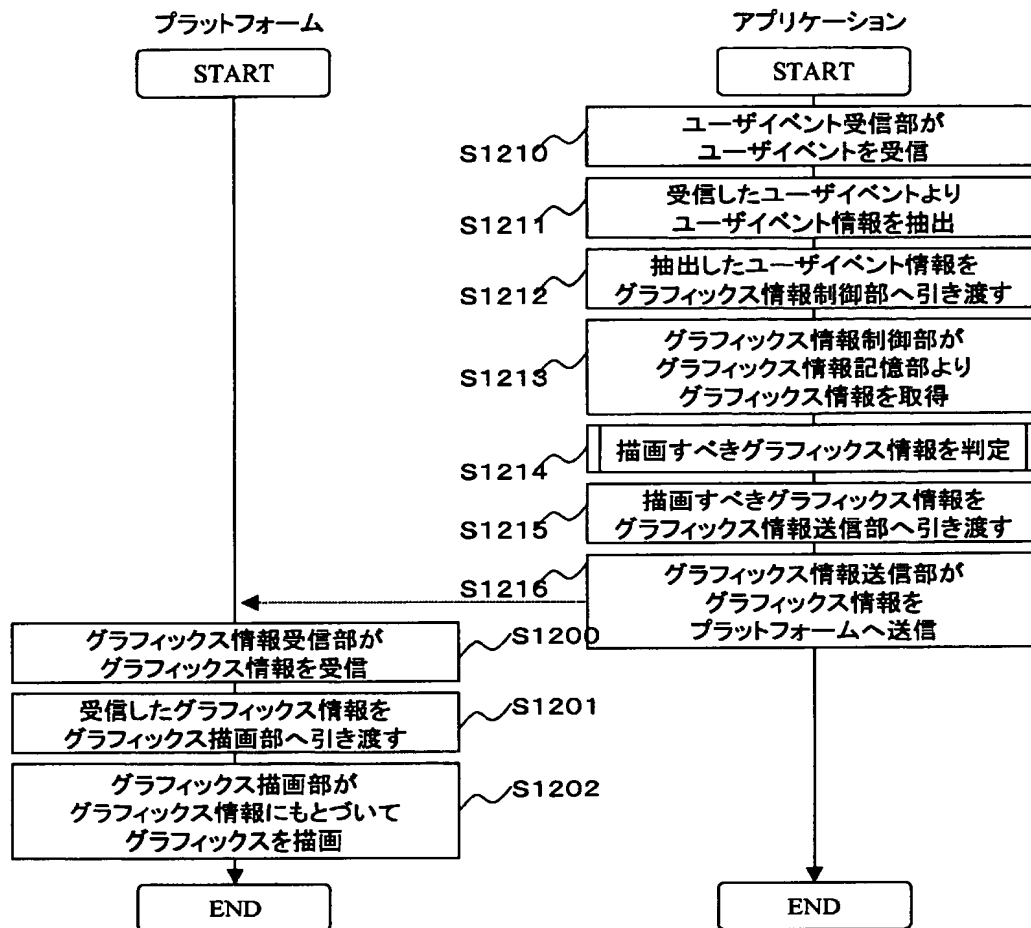 プラットフォーム
START
アプリケーション
START
S1210
ユーザイベント受信部が
ユーザイベントを受信
S1211
受信したユーザイベントより
ユーザイベント情報を抽出
S1212
抽出したユーザイベント情報を
グラフィックス情報制御部へ引き渡す
S1213
グラフィックス情報制御部が
グラフィックス情報記憶部より
グラフィックス情報を取得
S1214
描画すべきグラフィックス情報を判定
S1215
描画すべきグラフィックス情報を
グラフィックス情報送信部へ引き渡す
S1216
グラフィックス情報送信部が
グラフィックス情報を
プラットフォームへ送信
グラフィックス情報受信部が
グラフィックス情報を受信
S1200
受信したグラフィックス情報を
グラフィックス描画部へ引き渡す
S1201
グラフィックス描画部が
グラフィックス情報にもとづいて
グラフィックスを描画
S1202
END
END